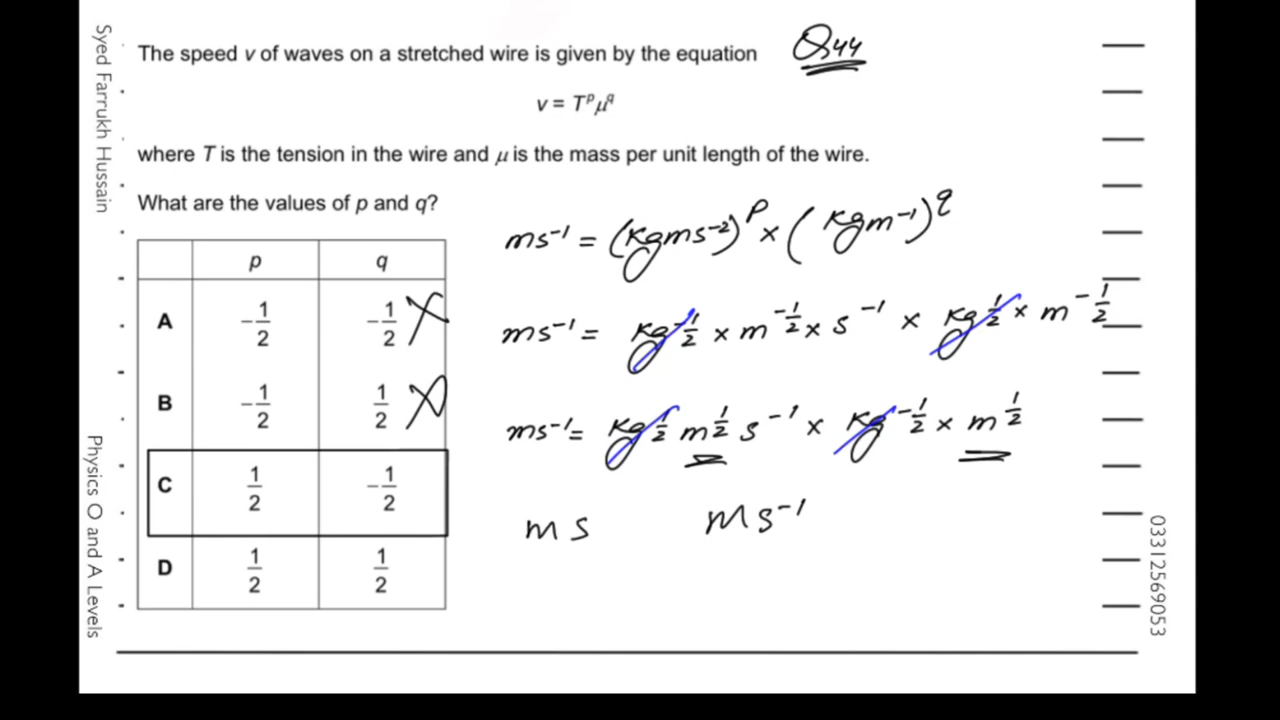 The speed v of waves on a stretched wire is given by the equation
Q44
v = T^p μ^q
where T is the tension in the wire and μ is the mass per unit length of the wire.
What are the values of p and q?
p q
A -1/2 -1/2
B -1/2 1/2
C 1/2 -1/2
D 1/2 1/2
ms^-1 = (kgms^-2)^p × (kgm^-1)^q
ms^-1 = kg^-1/2 × m^-1/2 × s^-1 × kg^1/2 × m^-1/2
ms^-1 = kg^1/2 m^1/2 s^-1 × kg^-1/2 × m^1/2
ms ms^-1
Syed Farrukh Hussain
Physics O and A Levels
03312569053